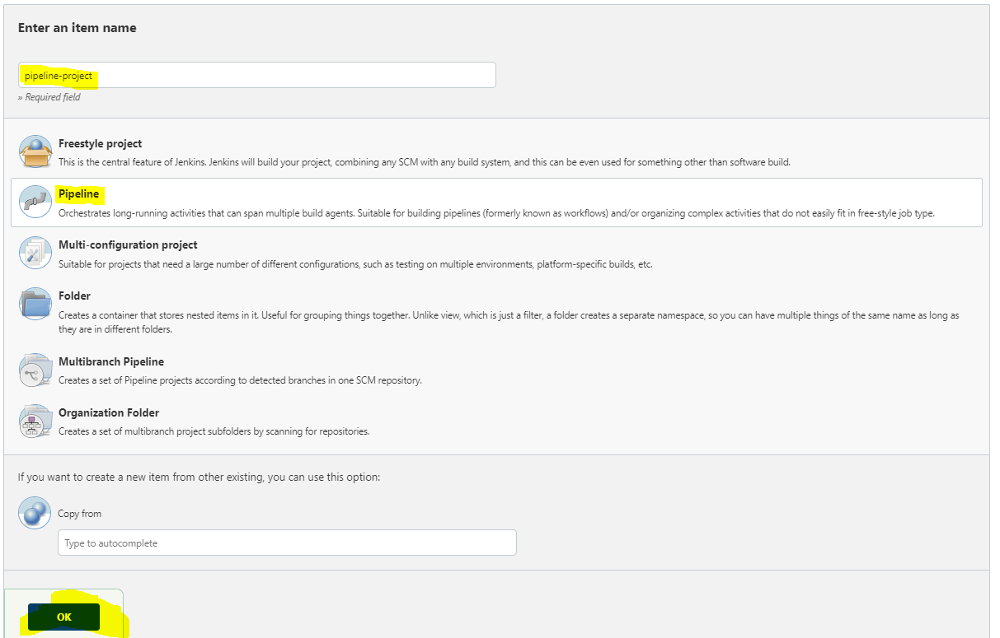 Enter an item name
pipeline-project
» Required field
Freestyle project
This is the central feature of Jenkins. Jenkins will build your project, combining any SCM with any build system, and this can be even used for something other than software build.
Pipeline
Orchestrates long-running activities that can span multiple build agents. Suitable for building pipelines (formerly known as workflows) and/or organizing complex activities that do not easily fit in free-style job type.
Multi-configuration project
Suitable for projects that need a large number of different configurations, such as testing on multiple environments, platform-specific builds, etc.
Folder
Creates a container that stores nested items in it. Useful for grouping things together. Unlike view, which is just a filter, a folder creates a separate namespace, so you can have multiple things of the same name as long as
they are in different folders.
Multibranch Pipeline
Creates a set of Pipeline projects according to detected branches in one SCM repository.
Organization Folder
Creates a set of multibranch project subfolders by scanning for repositories.
If you want to create a new item from other existing, you can use this option:
Copy from
Type to autocomplete
OK